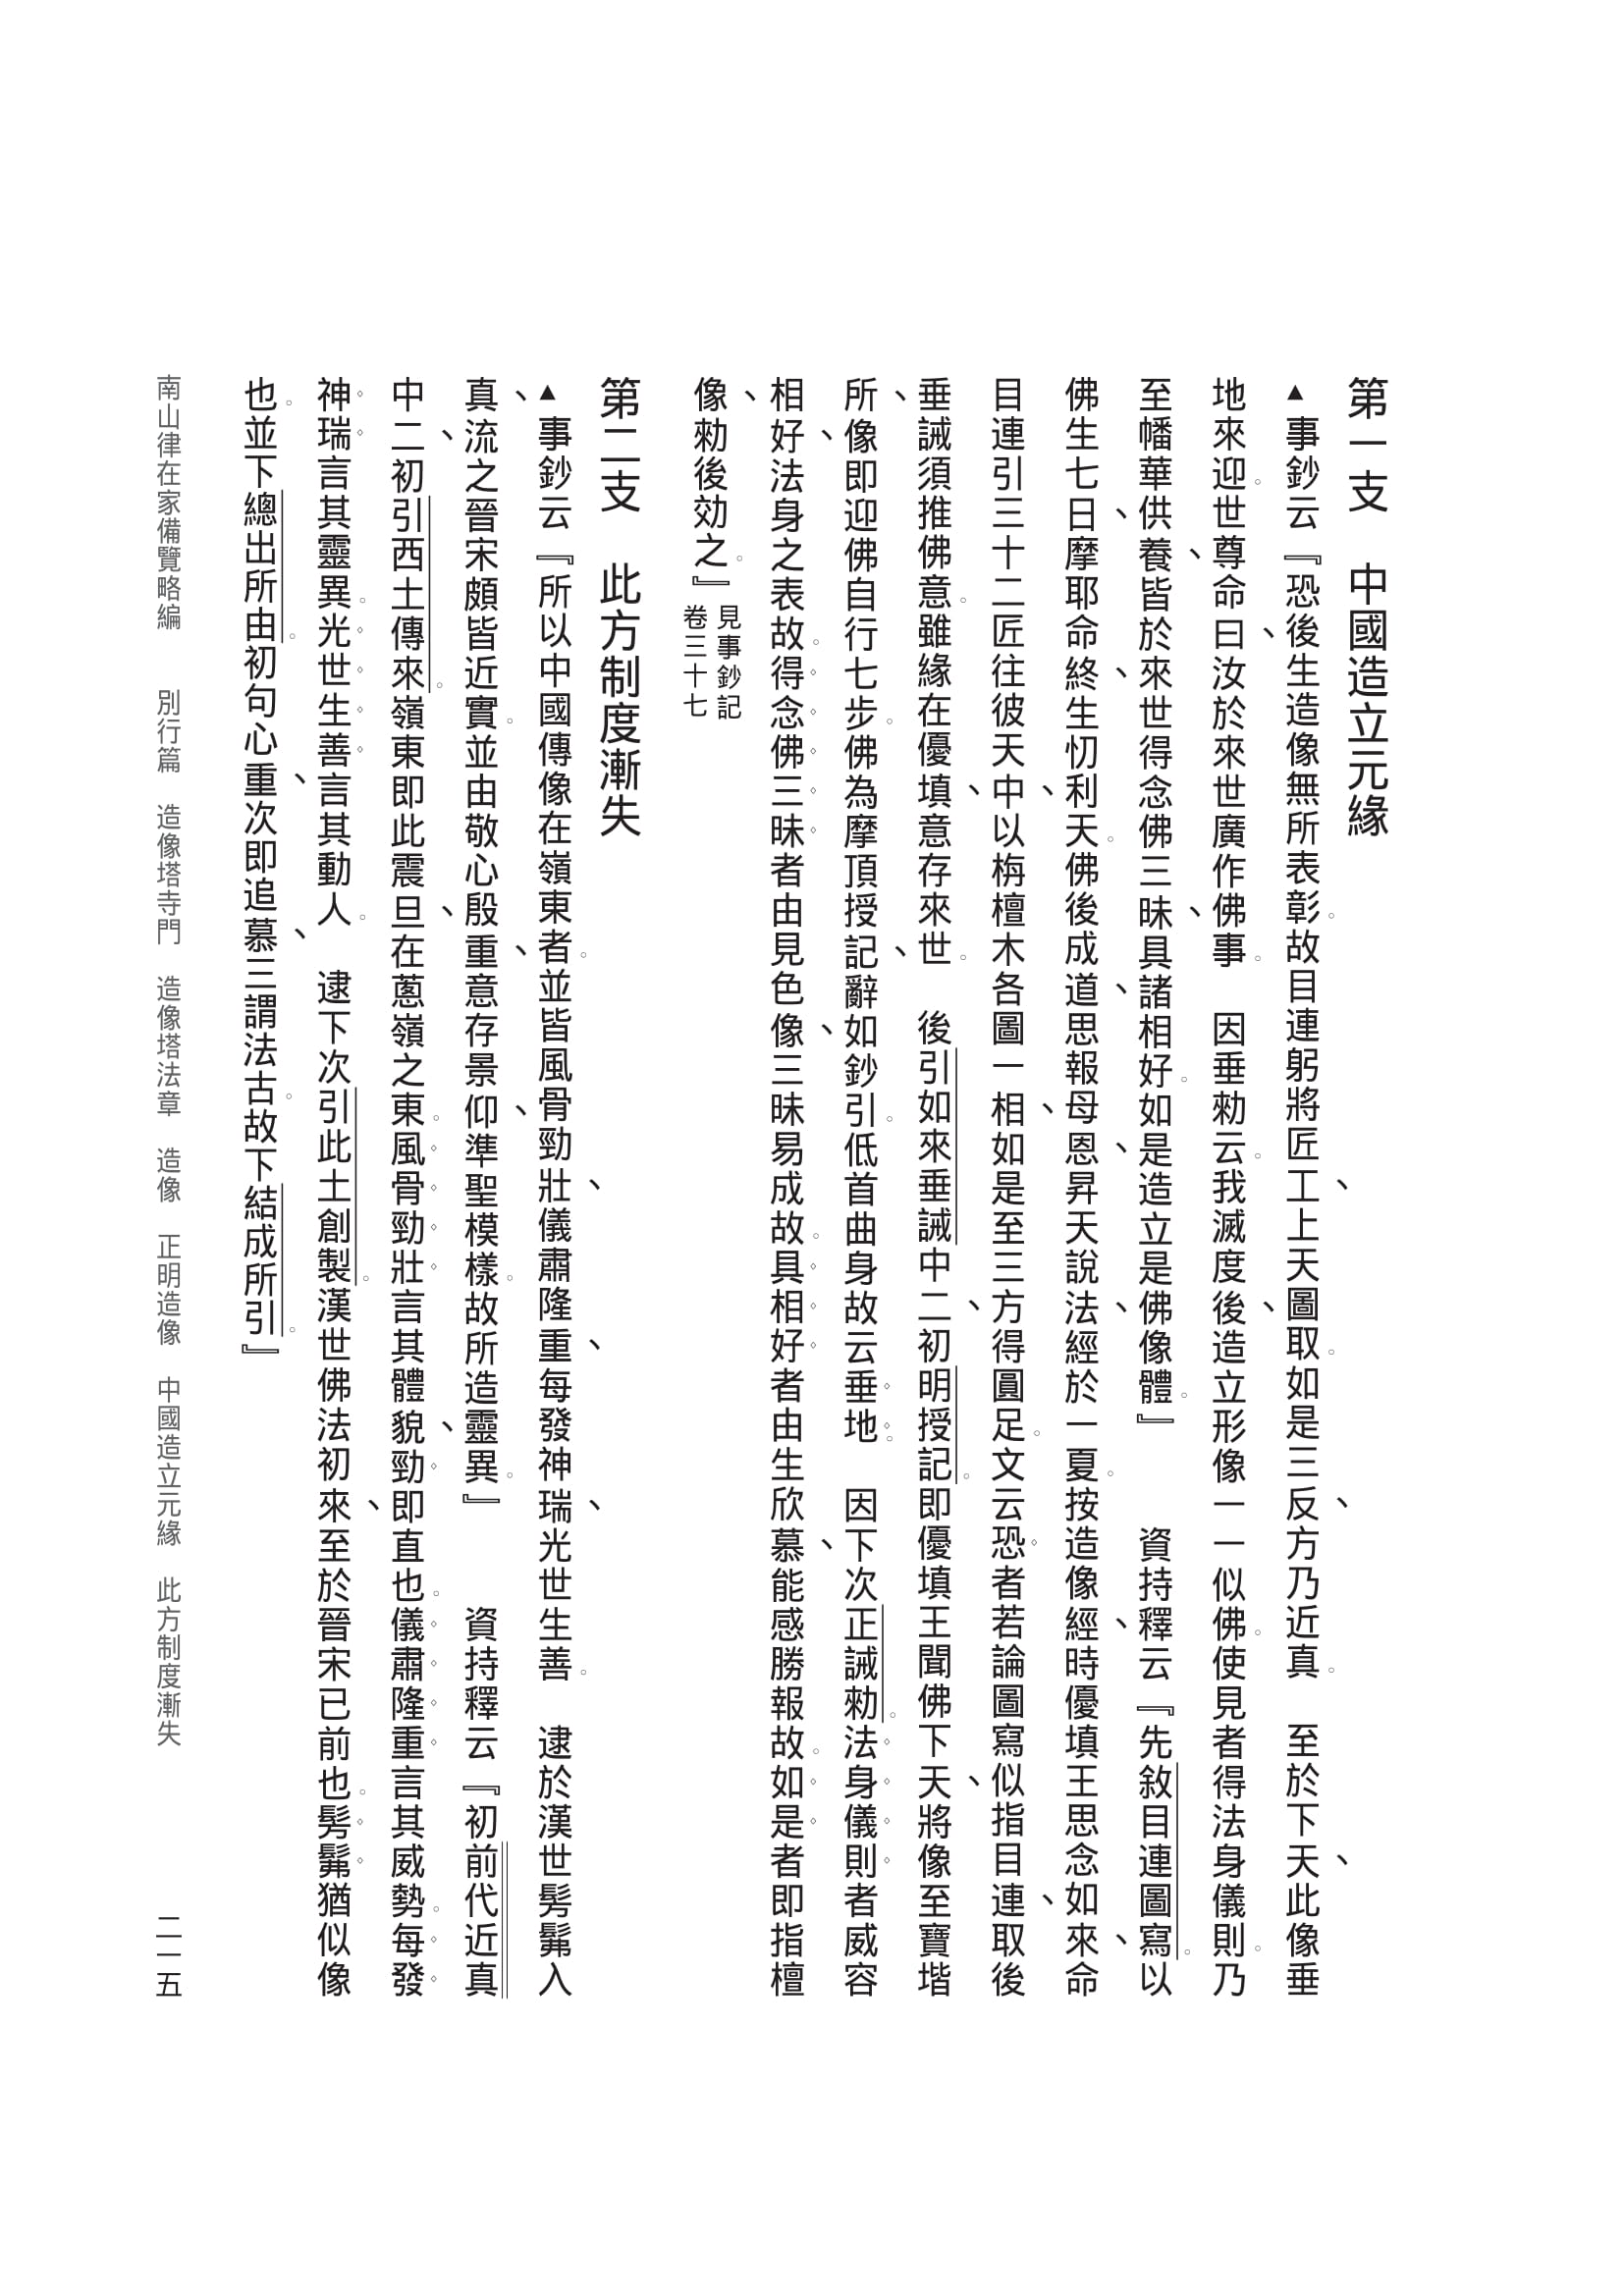 第一支　中國造立元緣
▲事鈔云『恐後生造像無所表彰。故目連躬將匠工、上天圖取。如是三反、方乃近真。　至於下天、此像垂
地來迎。世尊命曰、汝於來世廣作佛事。　因垂勑云。我滅度後、造立形像一一似佛。使見者得法身儀則。乃
至幡華供養、皆於來世得念佛三昧、具諸相好。如是造立是佛像體。』　　資持釋云『先敘目連圖寫。以
佛生七日、摩耶命終、生忉利天。佛後成道、思報母恩、昇天說法、經於一夏。按造像經、時優填王思念如來、命
目連引三十二匠往彼天中、以栴檀木各圖一相、如是至三方得圓足。文云恐者若論圖寫似指目連、取後
垂誡須推佛意。雖緣在優填、意存來世。　後引如來垂誡中二、初明授記。即優填王聞佛下天、將像至寶堦
所、像即迎佛自行七步。佛為摩頂授記、辭如鈔引。低首曲身故云垂地。　因下次正誡勑。法身儀則者威容
相好、法身之表故。得念佛三昧者由見色像、三昧易成故。具相好者由生欣慕、能感勝報故。如是者即指檀
像、勑後効之。』見事鈔記卷三十七
第二支　此方制度漸失
▲事鈔云『所以中國傳像在嶺東者。並皆風骨勁壯、儀肅隆重、每發神瑞、光世生善。　逮於漢世髣髴入
真、流之晉宋頗皆近實。並由敬心殷重、意存景仰、準聖模樣。故所造靈異。』　　資持釋云『初前代近真
中二、初引西土傳來。嶺東即此震旦、在蔥嶺之東。風骨勁壯言其體貌、勁即直也。儀肅隆重言其威勢。每發
神瑞言其靈異。光世生善言其動人。　逮下次引此土創製。漢世佛法初來、至於晉宋已前也。髣髴猶似像
也。並下總出所由。初句心重、次即追慕、三謂法古。故下結成所引。』
南山律在家備覽略編　　別行篇　造像塔寺門　造像塔法章　造像　正明造像　中國造立元緣　此方制度漸失　　　　二一五